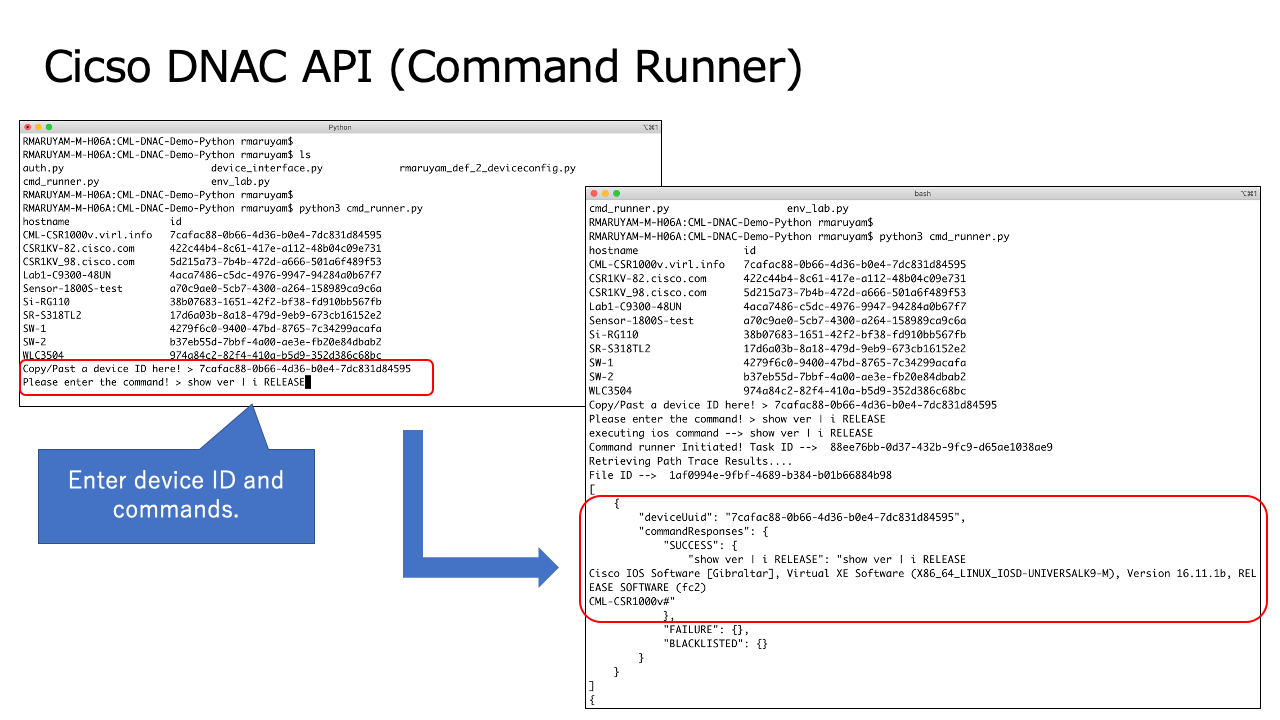 Cicso DNAC API (Command Runner)
Python ⌥⌘1
RMARUYAM-M-H06A:CML-DNAC-Demo-Python rmaruyam$
RMARUYAM-M-H06A:CML-DNAC-Demo-Python rmaruyam$ ls
auth.py device_interface.py rmaruyam_def_2_deviceconfig.py
cmd_runner.py env_lab.py
RMARUYAM-M-H06A:CML-DNAC-Demo-Python rmaruyam$
RMARUYAM-M-H06A:CML-DNAC-Demo-Python rmaruyam$ python3 cmd_runner.py
hostname id
CML-CSR1000v.virl.info 7cafac88-0b66-4d36-b0e4-7dc831d84595
CSR1KV-82.cisco.com 422c44b4-8c61-417e-a112-48b04c09e731
CSR1KV_98.cisco.com 5d215a73-7b4b-472d-a666-501a6f489f53
Lab1-C9300-48UN 4aca7486-c5dc-4976-9947-94284a0b67f7
Sensor-1800S-test a70c9ae0-5cb7-4300-a264-158989ca9c6a
Si-RG110 38b07683-1651-42f2-bf38-fd910bb567fb
SR-S318TL2 17d6a03b-8a18-479d-9eb9-673cb16152e2
SW-1 4279f6c0-9400-47bd-8765-7c34299acafa
SW-2 b37eb55d-7bbf-4a00-ae3e-fb20e84dbab2
WLC3504 974a84c2-82f4-410a-b5d9-352d386c68bc
Copy/Past a device ID here! > 7cafac88-0b66-4d36-b0e4-7dc831d84595
Please enter the command! > show ver | i RELEASE
Enter device ID and
commands.
bash ⌥⌘1
cmd_runner.py env_lab.py
RMARUYAM-M-H06A:CML-DNAC-Demo-Python rmaruyam$
RMARUYAM-M-H06A:CML-DNAC-Demo-Python rmaruyam$ python3 cmd_runner.py
hostname id
CML-CSR1000v.virl.info 7cafac88-0b66-4d36-b0e4-7dc831d84595
CSR1KV-82.cisco.com 422c44b4-8c61-417e-a112-48b04c09e731
CSR1KV_98.cisco.com 5d215a73-7b4b-472d-a666-501a6f489f53
Lab1-C9300-48UN 4aca7486-c5dc-4976-9947-94284a0b67f7
Sensor-1800S-test a70c9ae0-5cb7-4300-a264-158989ca9c6a
Si-RG110 38b07683-1651-42f2-bf38-fd910bb567fb
SR-S318TL2 17d6a03b-8a18-479d-9eb9-673cb16152e2
SW-1 4279f6c0-9400-47bd-8765-7c34299acafa
SW-2 b37eb55d-7bbf-4a00-ae3e-fb20e84dbab2
WLC3504 974a84c2-82f4-410a-b5d9-352d386c68bc
Copy/Past a device ID here! > 7cafac88-0b66-4d36-b0e4-7dc831d84595
Please enter the command! > show ver | i RELEASE
executing ios command --> show ver | i RELEASE
Command runner Initiated! Task ID --> 88ee76bb-0d37-432b-9fc9-d65ae1038ae9
Retrieving Path Trace Results....
File ID --> 1af0994e-9fbf-4689-b384-b01b66884b98
[
{
"deviceUuid": "7cafac88-0b66-4d36-b0e4-7dc831d84595",
"commandResponses": {
"SUCCESS": {
"show ver | i RELEASE": "show ver | i RELEASE
Cisco IOS Software [Gibraltar], Virtual XE Software (X86_64_LINUX_IOSD-UNIVERSALK9-M), Version 16.11.1b, REL
EASE SOFTWARE (fc2)
CML-CSR1000v#"
},
"FAILURE": {},
"BLACKLISTED": {}
}
}
]
{